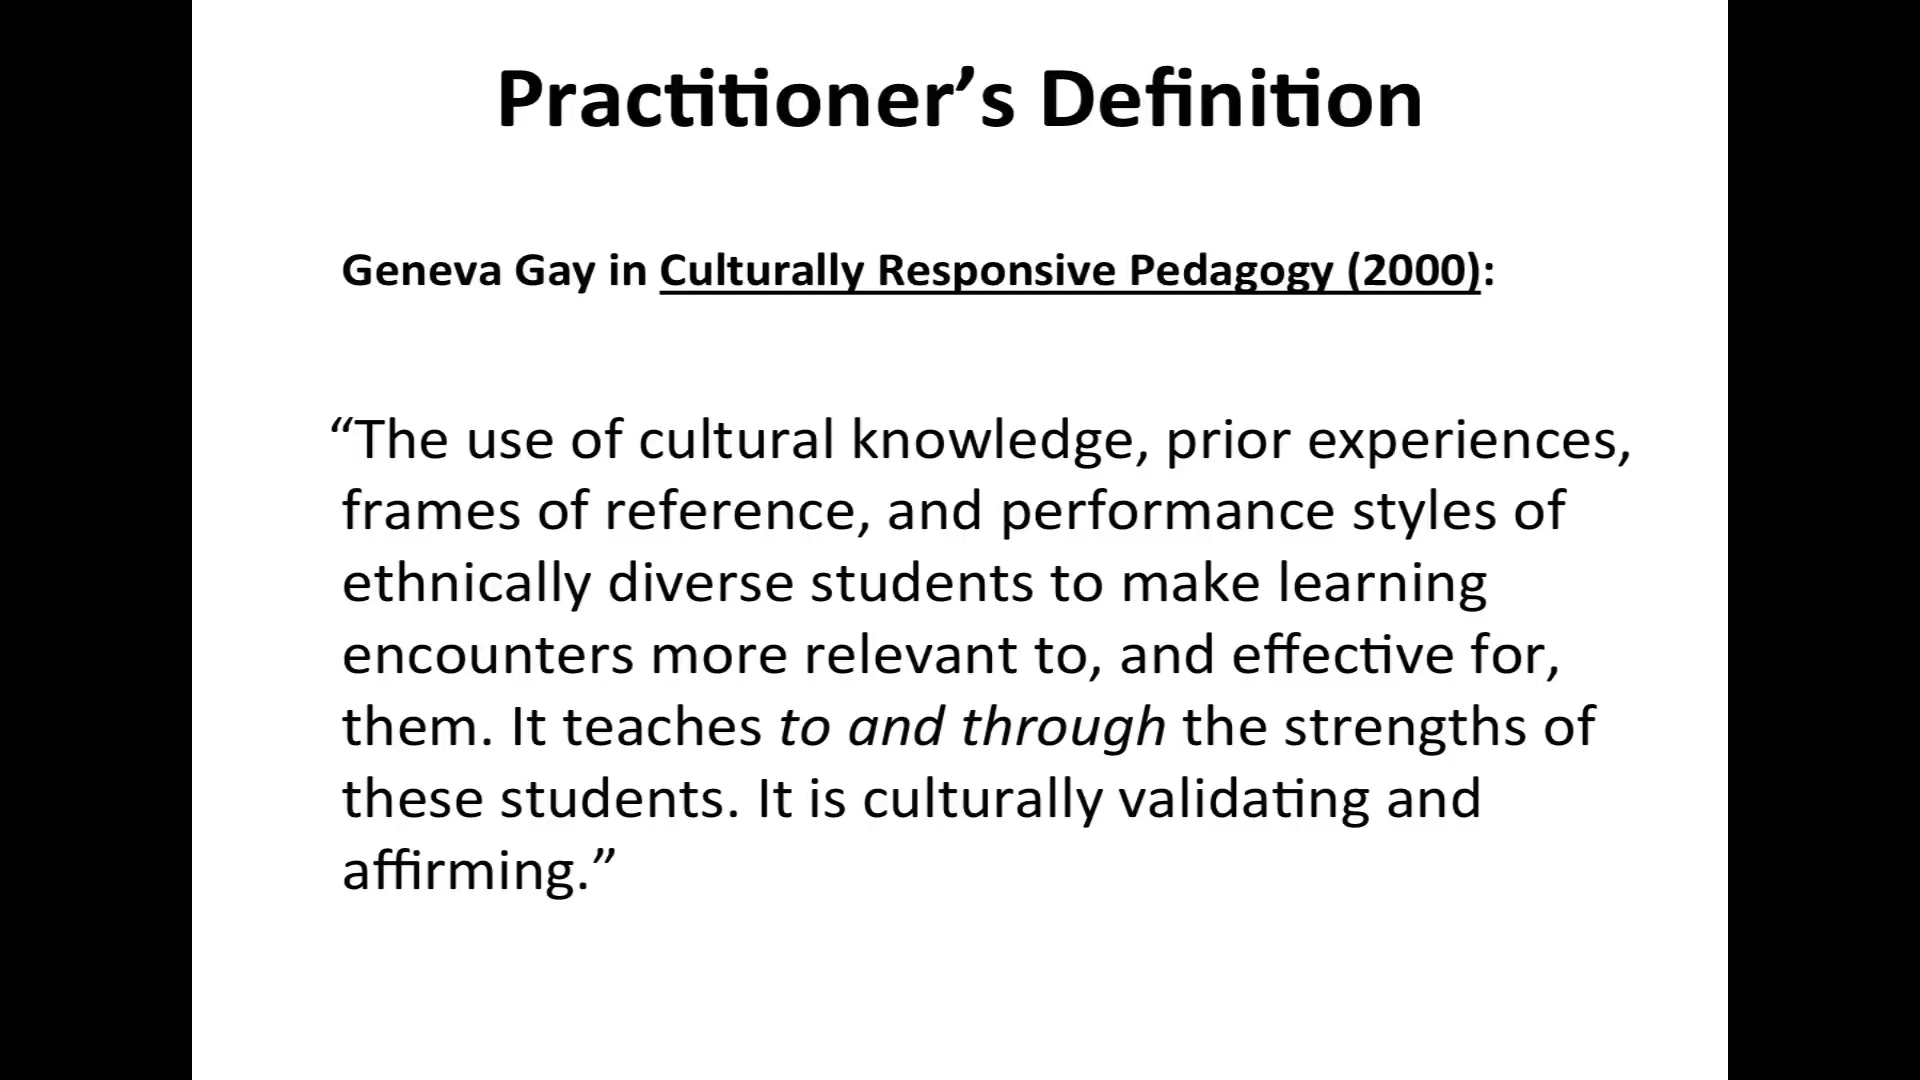 Practitioner’s Definition
Geneva Gay in Culturally Responsive Pedagogy (2000):
“The use of cultural knowledge, prior experiences,
frames of reference, and performance styles of
ethnically diverse students to make learning
encounters more relevant to, and effective for,
them. It teaches to and through the strengths of
these students. It is culturally validating and
affirming.”